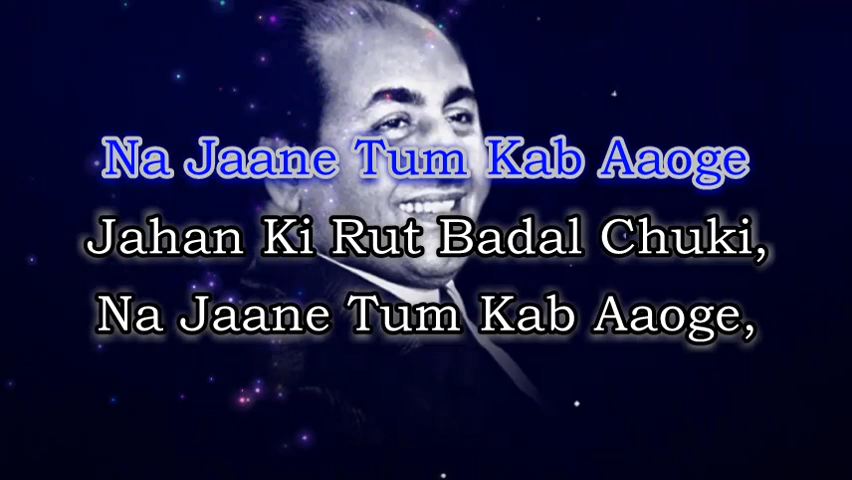 Na Jaane Tum Kab Aaoge
Jahan Ki Rut Badal Chuki,
Na Jaane Tum Kab Aaoge,